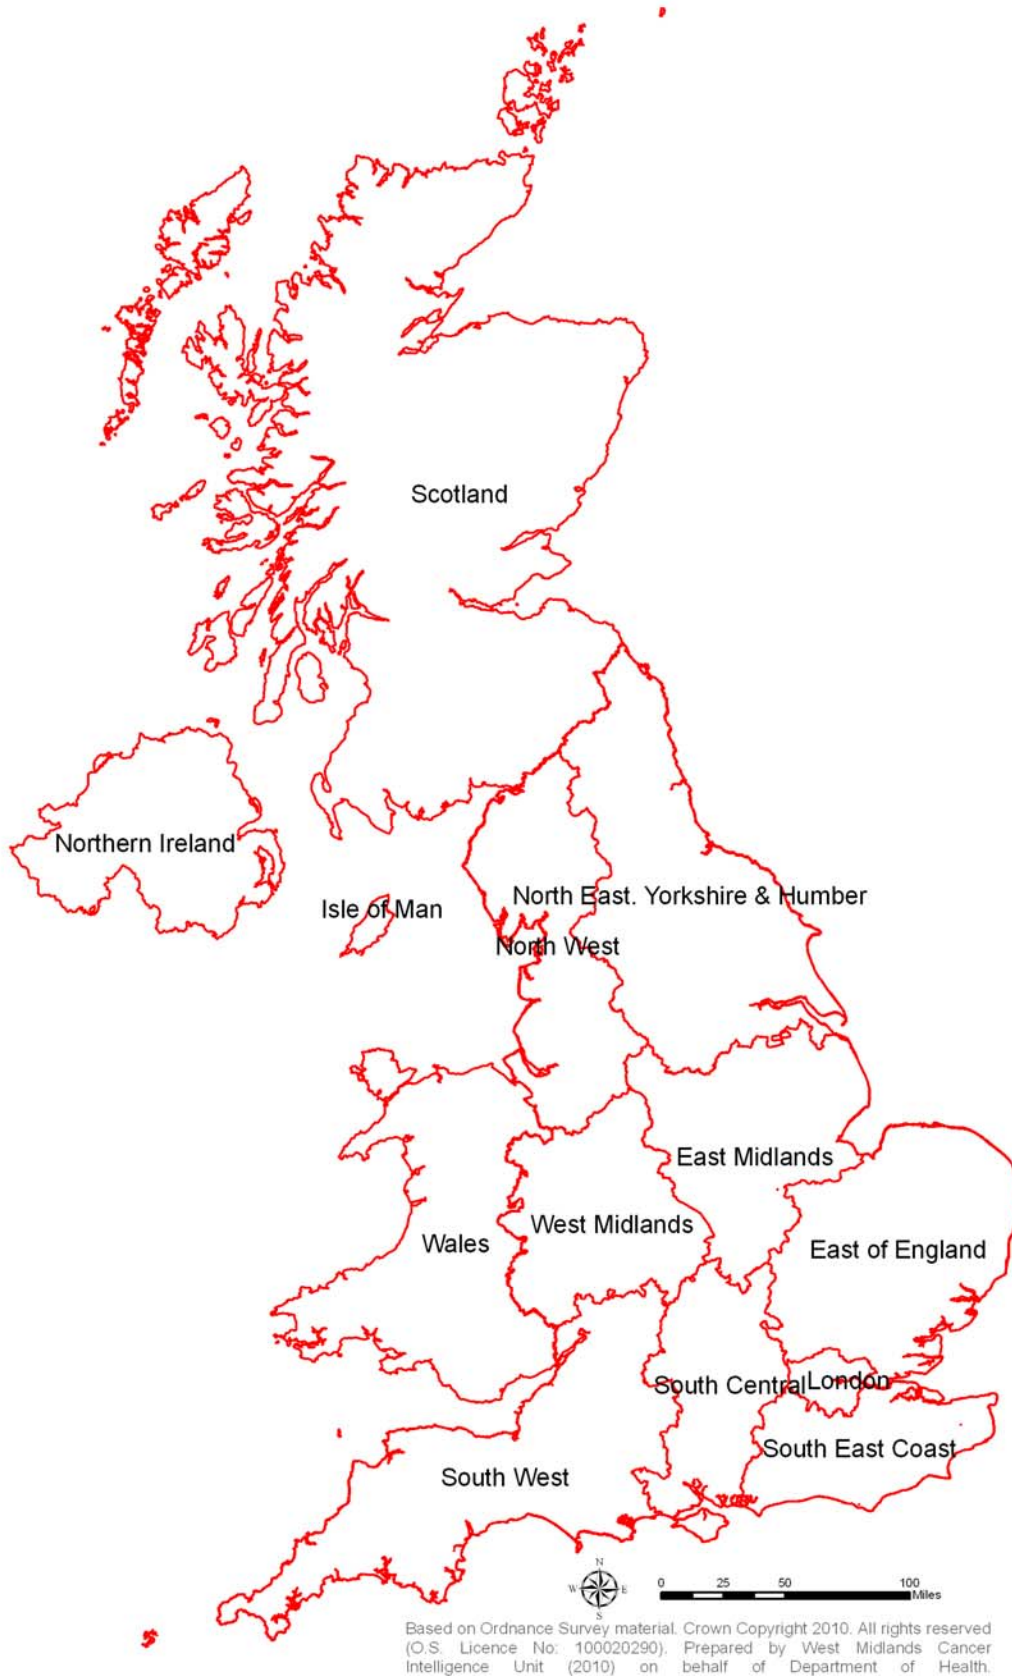 Scotland
Northern Ireland
North East. Yorkshire & Humber
Isle of Man
North West
East Midlands
West Midlands
Wales
East of England
South Central
London
South East Coast
South West
N
W E
S
0 25 50 100
Miles
Based on Ordnance Survey material. Crown Copyright 2010. All rights reserved
(O.S. Licence No: 100020290). Prepared by West Midlands Cancer
Intelligence Unit (2010) on behalf of Department of Health.